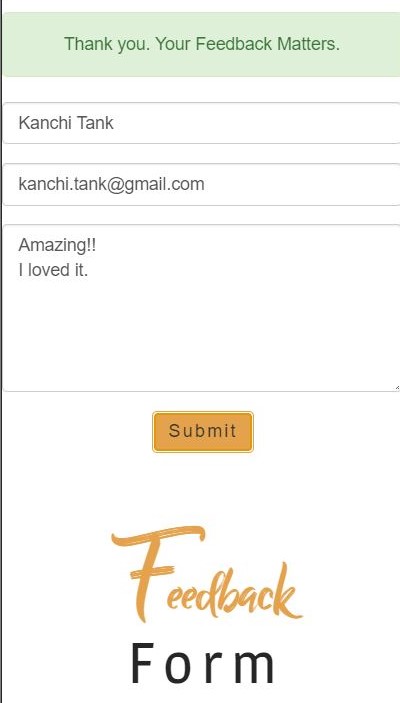 Thank you. Your Feedback Matters.
Kanchi Tank
kanchi.tank@gmail.com
Amazing!!
I loved it.
Submit
Feedback
Form